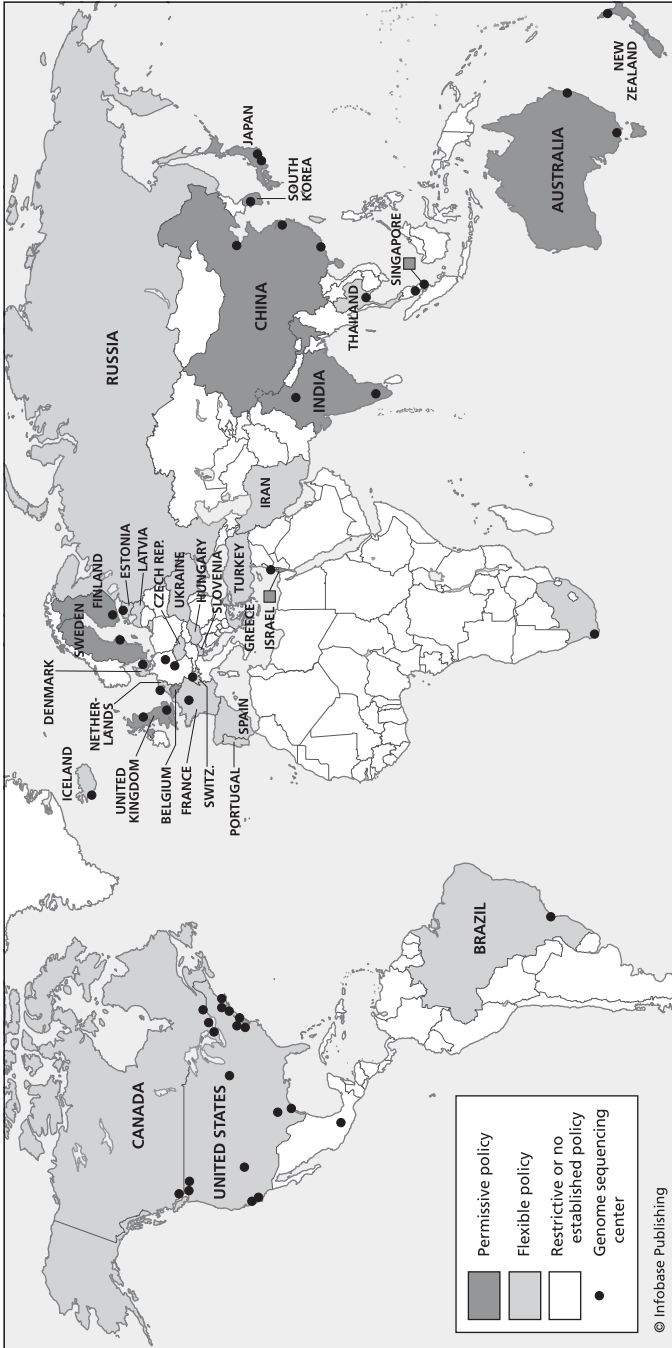 CANADA
UNITED STATES
BRAZIL
ICELAND
DENMARK
NETHER-
LANDS
UNITED
KINGDOM
BELGIUM
FRANCE
SWITZ.
PORTUGAL
SPAIN
SWEDEN
FINLAND
ESTONIA
LATVIA
CZECH REP.
UKRAINE
HUNGARY
SLOVENIA
GREECE
TURKEY
ISRAEL
IRAN
RUSSIA
CHINA
INDIA
THAILAND
SINGAPORE
JAPAN
SOUTH
KOREA
AUSTRALIA
NEW
ZEALAND
Permissive policy
Flexible policy
Restrictive or no
established policy
Genome sequencing
center
© Infobase Publishing